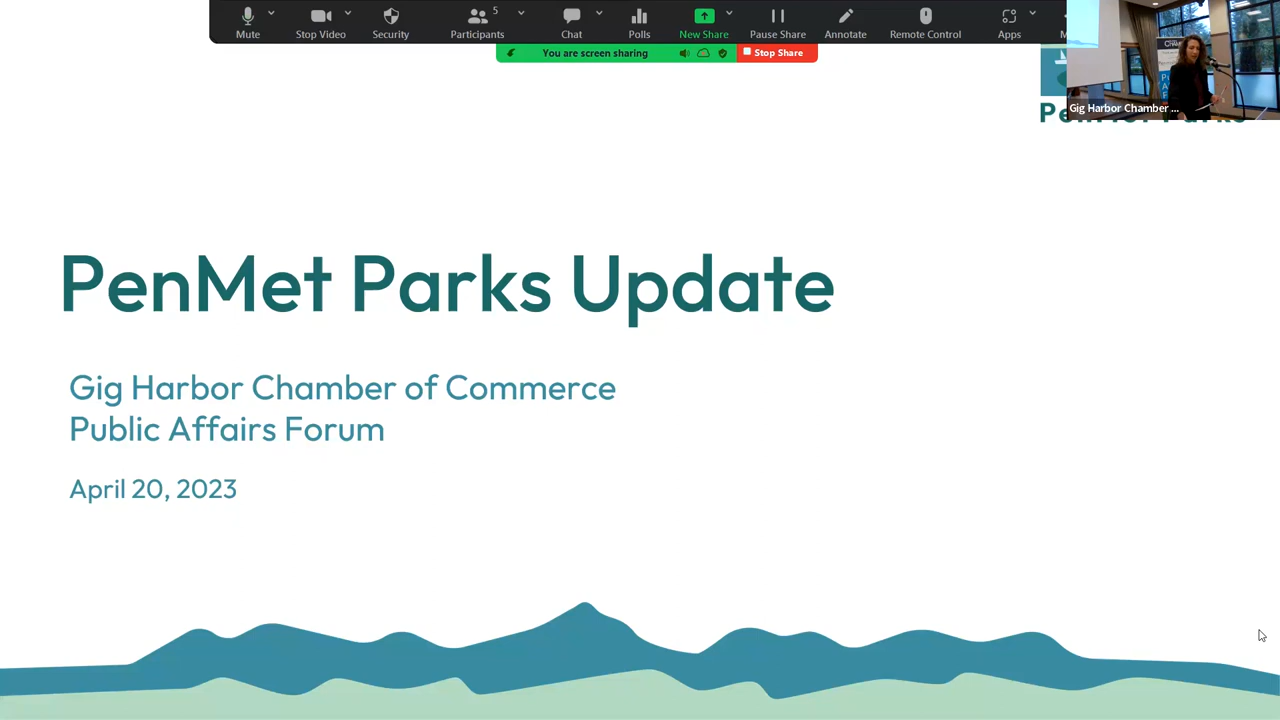 5
Mute
Stop Video
Security
Participants
Chat
Polls
New Share
Pause Share
Annotate
Remote Control
Apps
You are screen sharing
Stop Share
Gig Harbor Chamber ...
PenMet Parks Update
Gig Harbor Chamber of Commerce
Public Affairs Forum
April 20, 2023